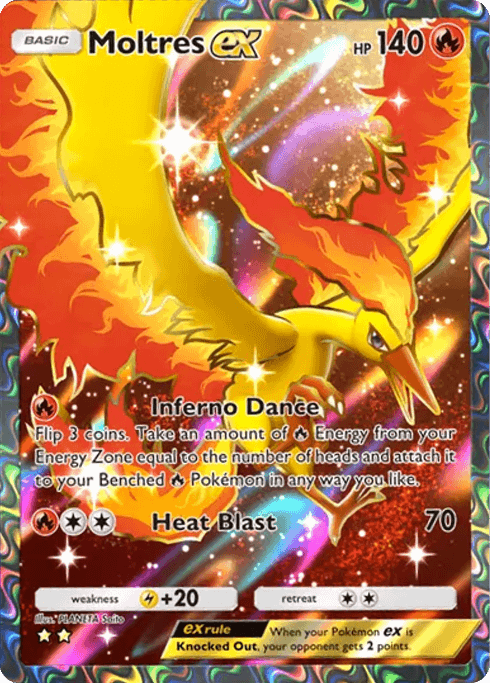 BASIC Moltres ex HP 140
Inferno Dance
Flip 3 coins. Take an amount of Energy from your
Energy Zone equal to the number of heads and attach it
to your Benched Pokémon in any way you like.
Heat Blast 70
weakness +20 retreat
Illus. PLANETA Saito
ex rule When your Pokémon ex is
Knocked Out, your opponent gets 2 points.